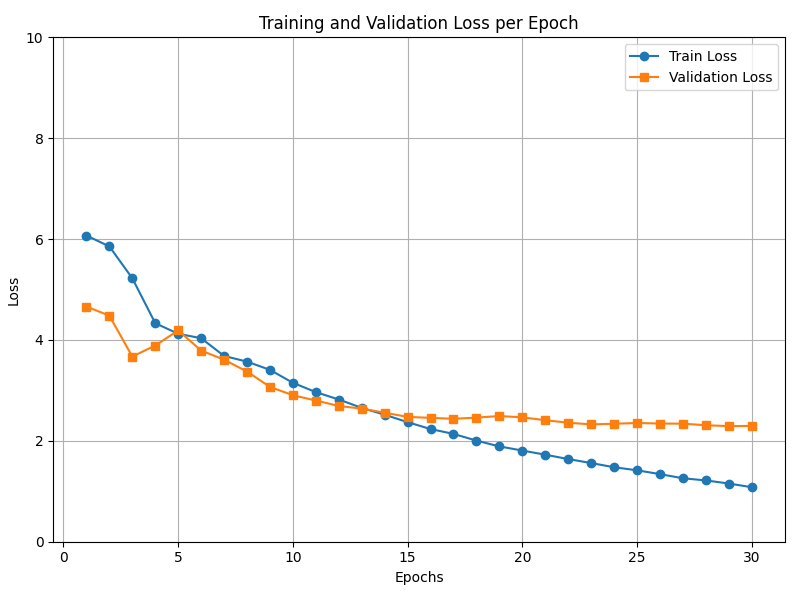 Training and Validation Loss per Epoch
Train Loss
Validation Loss
10
8
6
4
2
0
Loss
0 5 10 15 20 25 30
Epochs